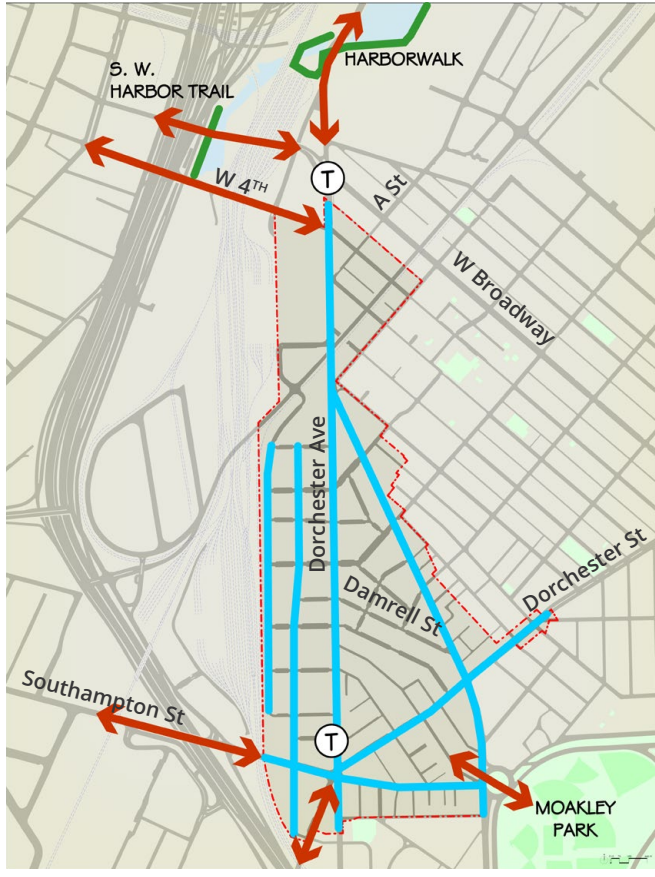 HARBORWALK
S. W.
HARBOR TRAIL
T
W 4TH
A St
W Broadway
Dorchester Ave
Damrell St
Dorchester St
Southampton St
T
MOAKLEY
PARK